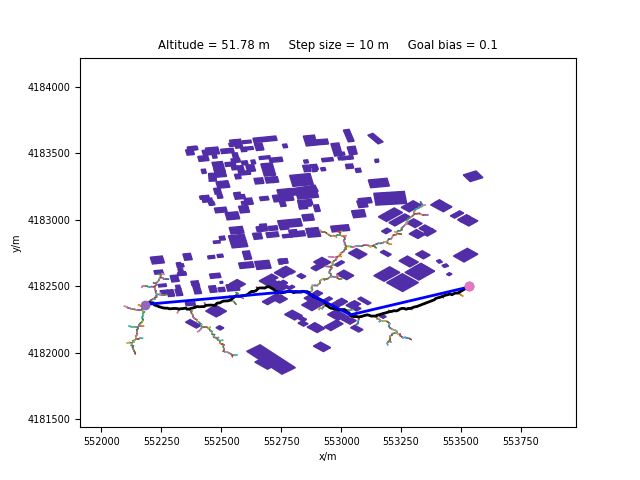 Altitude = 51.78 m Step size = 10 m Goal bias = 0.1
4184000
4183500
4183000
4182500
4182000
4181500
y/m
552000 552250 552500 552750 553000 553250 553500 553750
x/m